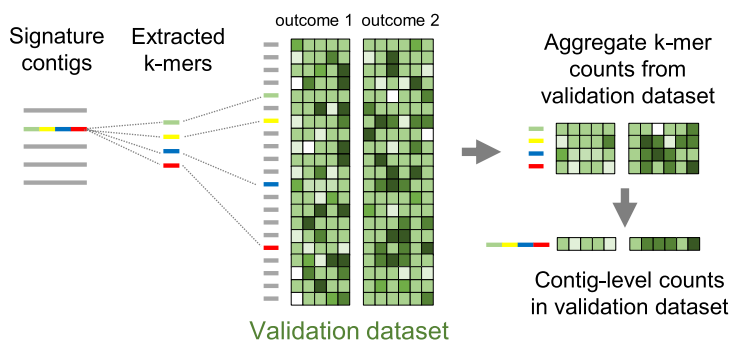 Signature
contigs
Extracted
k-mers
outcome 1
outcome 2
Validation dataset
Aggregate k-mer
counts from
validation dataset
Contig-level counts
in validation dataset